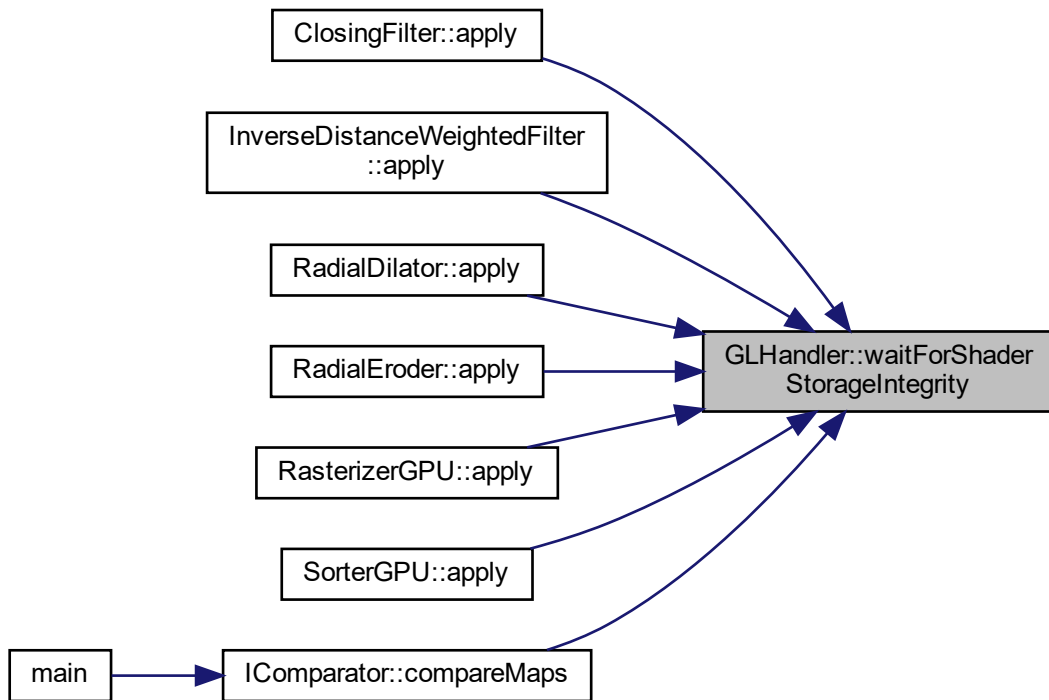 ClosingFilter::apply
InverseDistanceWeightedFilter
::apply
RadialDilator::apply
RadialEroder::apply
RasterizerGPU::apply
SorterGPU::apply
main
IComparator::compareMaps
GLHandler::waitForShader
StorageIntegrity